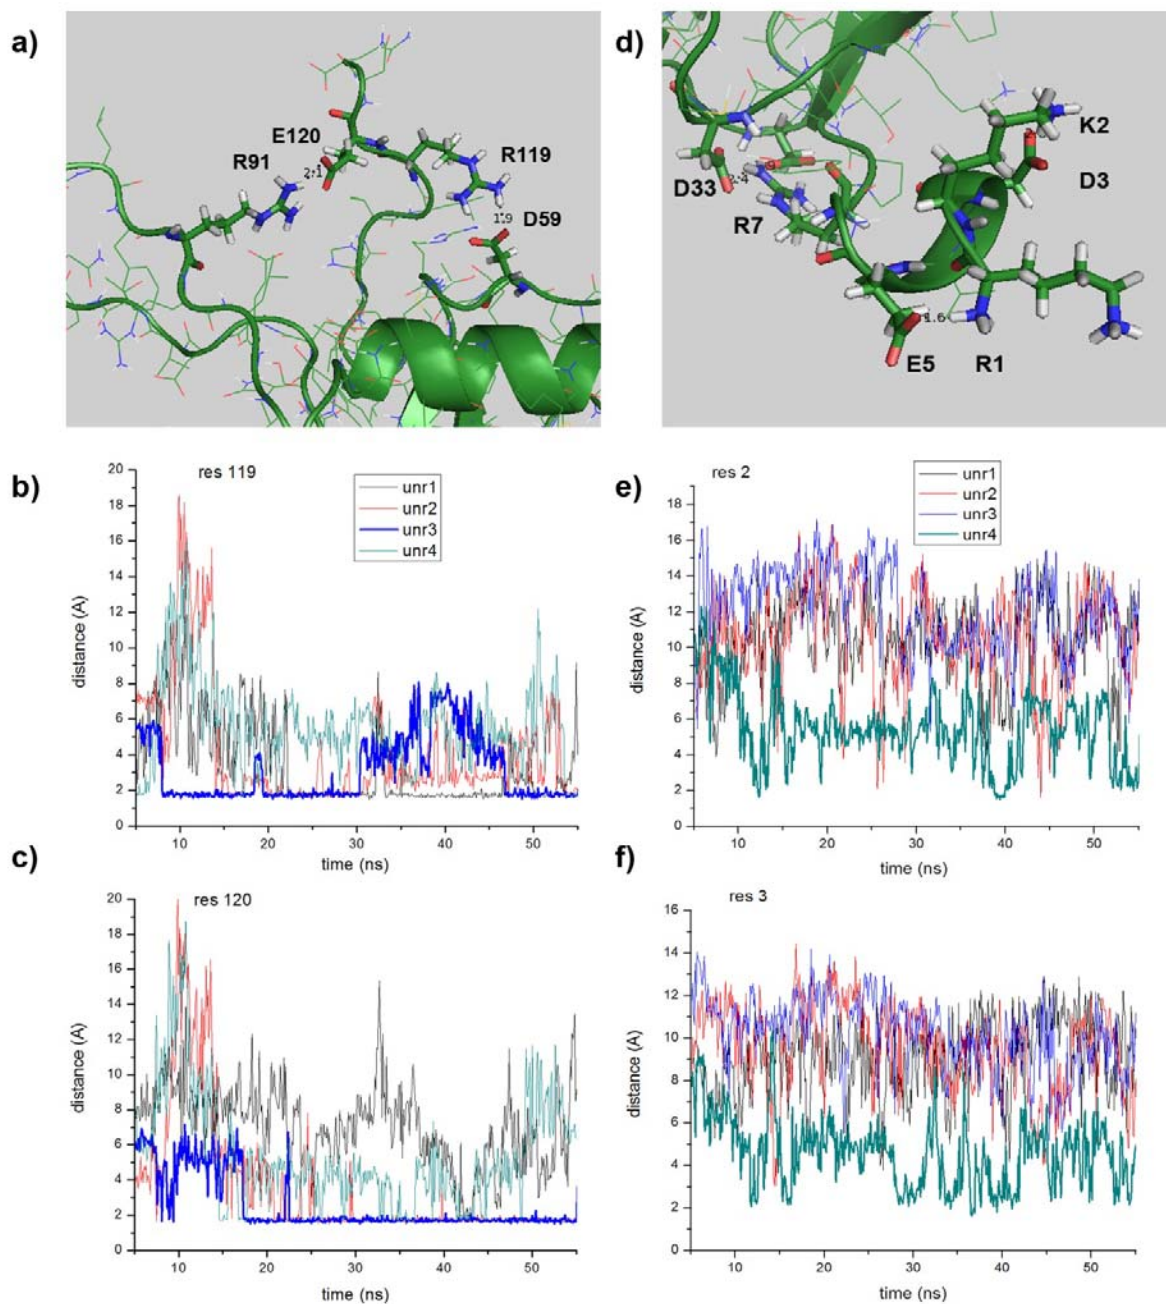 a)
E120
R91
2.1
R119
1.9
D59
d)
K2
D33
2.4
D3
R7
1.6
E5
R1
b)
res 119
unr1
unr2
unr3
unr4
20
18
16
14
12
10
8
6
4
2
0
distance (A)
10
20
30
40
50
time (ns)
e)
res 2
unr1
unr2
unr3
unr4
18
16
14
12
10
8
6
4
2
0
distance (A)
10
20
30
40
50
time (ns)
c)
res 120
20
18
16
14
12
10
8
6
4
2
0
distance (A)
10
20
30
40
50
time (ns)
f)
res 3
16
14
12
10
8
6
4
2
0
distance (A)
10
20
30
40
50
time (ns)